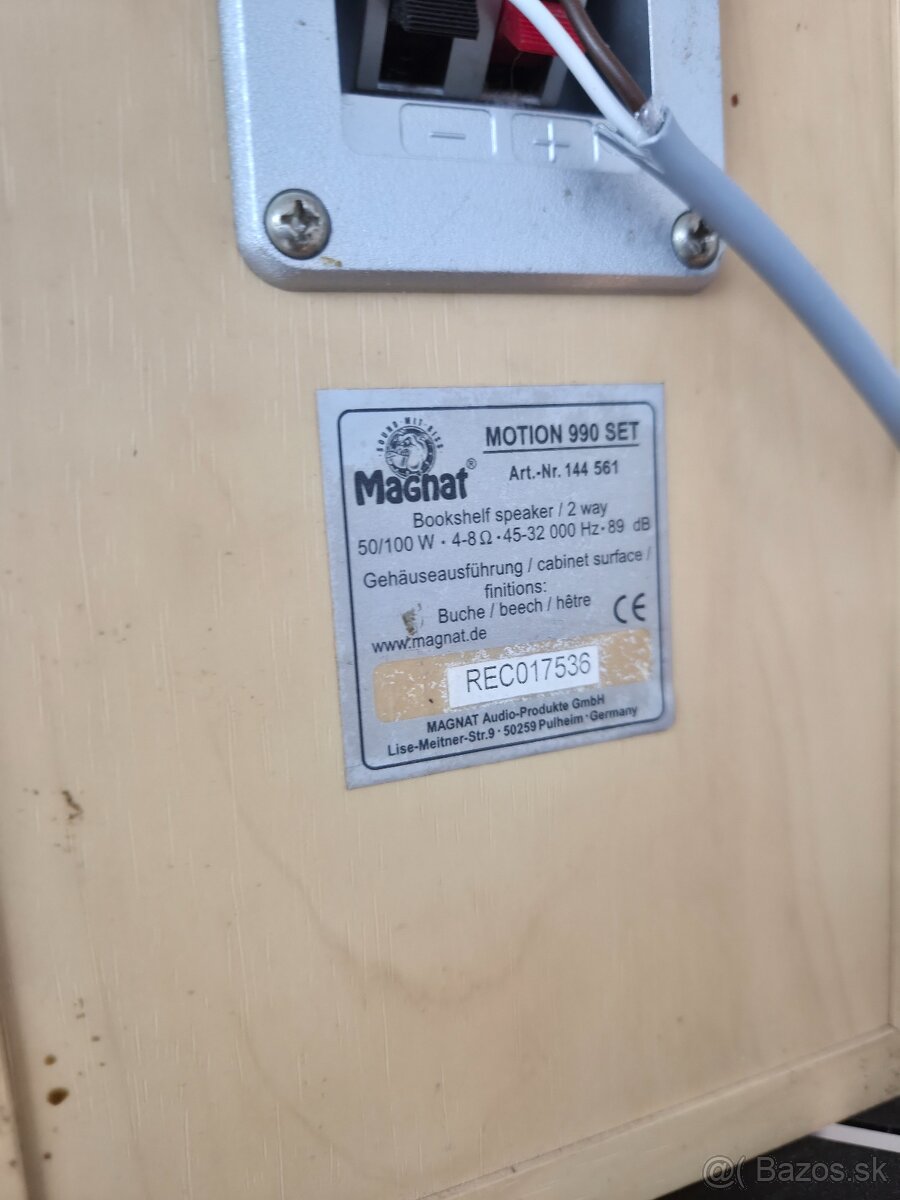 − +
SOUND · MIT · BISS
Magnat®
MOTION 990 SET
Art.-Nr. 144 561
Bookshelf speaker / 2 way
50/100 W · 4-8 Ω · 45-32 000 Hz · 89 dB
Gehäuseausführung / cabinet surface /
finitions:
Buche / beech / hêtre
CE
www.magnat.de
REC017536
MAGNAT Audio-Produkte GmbH
Lise-Meitner-Str.9 · 50259 Pulheim · Germany
@( Bazos.sk